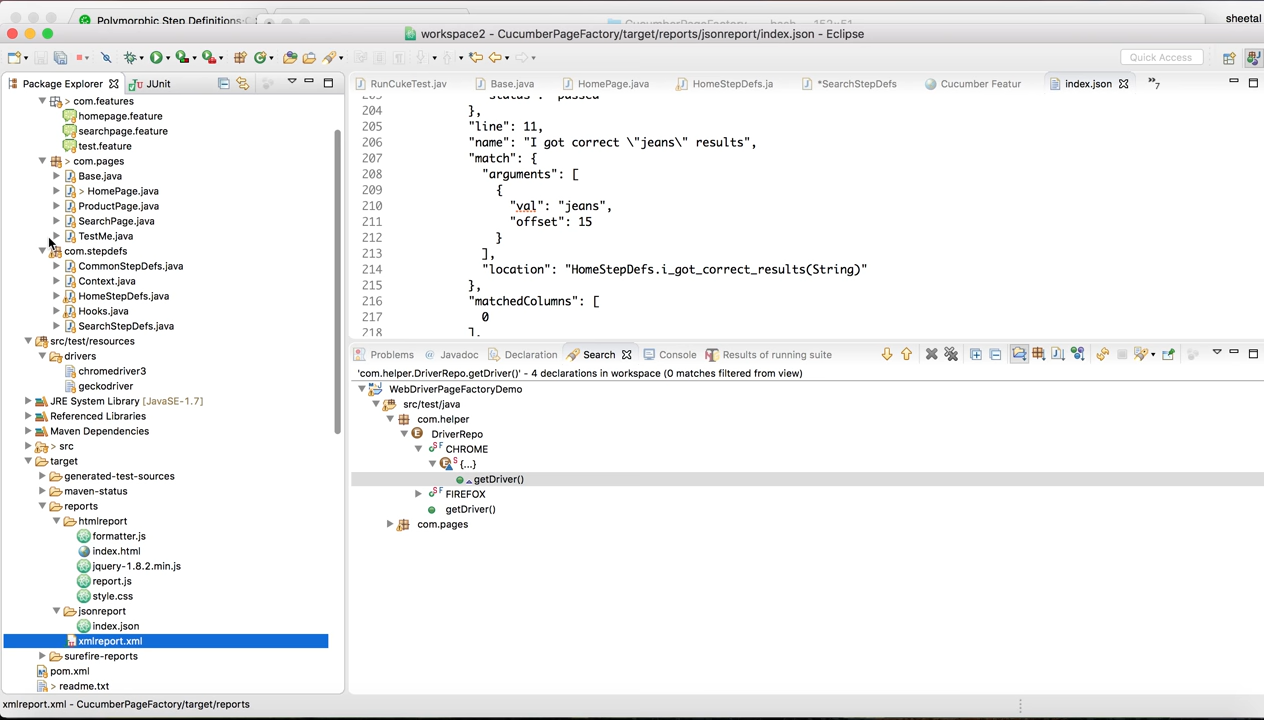 Polymorphic Step Definitions:
CucumberPageFactory — bash — 152×51
sheetal
workspace2 - CucumberPageFactory/target/reports/jsonreport/index.json - Eclipse
Quick Access
Package Explorer
JUnit
RunCukeTest.jav
Base.java
HomePage.java
HomeStepDefs.ja
*SearchStepDefs
Cucumber Featur
index.json
»7
> com.features
homepage.feature
searchpage.feature
test.feature
> com.pages
Base.java
> HomePage.java
ProductPage.java
SearchPage.java
TestMe.java
com.stepdefs
CommonStepDefs.java
Context.java
HomeStepDefs.java
Hooks.java
SearchStepDefs.java
src/test/resources
drivers
chromedriver3
geckodriver
JRE System Library [JavaSE-1.7]
Referenced Libraries
Maven Dependencies
> src
target
generated-test-sources
maven-status
reports
htmlreport
formatter.js
index.html
jquery-1.8.2.min.js
report.js
style.css
jsonreport
index.json
xmlreport.xml
surefire-reports
pom.xml
> readme.txt
203 "status": "passed"
204 },
205 "line": 11,
206 "name": "I got correct \"jeans\" results",
207 "match": {
208 "arguments": [
209 {
210 "val": "jeans",
211 "offset": 15
212 }
213 ],
214 "location": "HomeStepDefs.i_got_correct_results(String)"
215 },
216 "matchedColumns": [
217 0
218 ],
Problems
Javadoc
Declaration
Search
Console
Results of running suite
'com.helper.DriverRepo.getDriver()' - 4 declarations in workspace (0 matches filtered from view)
WebDriverPageFactoryDemo
src/test/java
com.helper
DriverRepo
CHROME
{...}
getDriver()
FIREFOX
getDriver()
com.pages
xmlreport.xml - CucumberPageFactory/target/reports